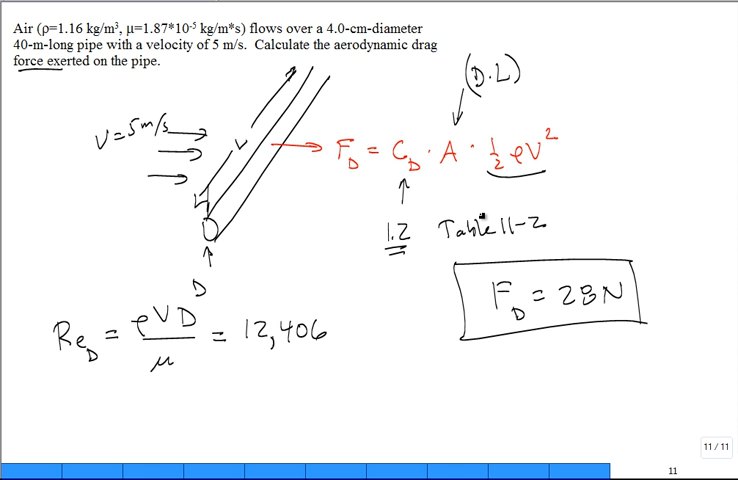 Air (ρ=1.16 kg/m³, μ=1.87*10⁻⁵ kg/m*s) flows over a 4.0-cm-diameter
40-m-long pipe with a velocity of 5 m/s.  Calculate the aerodynamic drag
force exerted on the pipe.
(D·L)
V=5m/s
L
F_D = C_D · A · 1/2 ρV²
1.2 Table 11-2
D
F_D = 28N
Re_D = ρVD/μ = 12,406
11 / 11
11